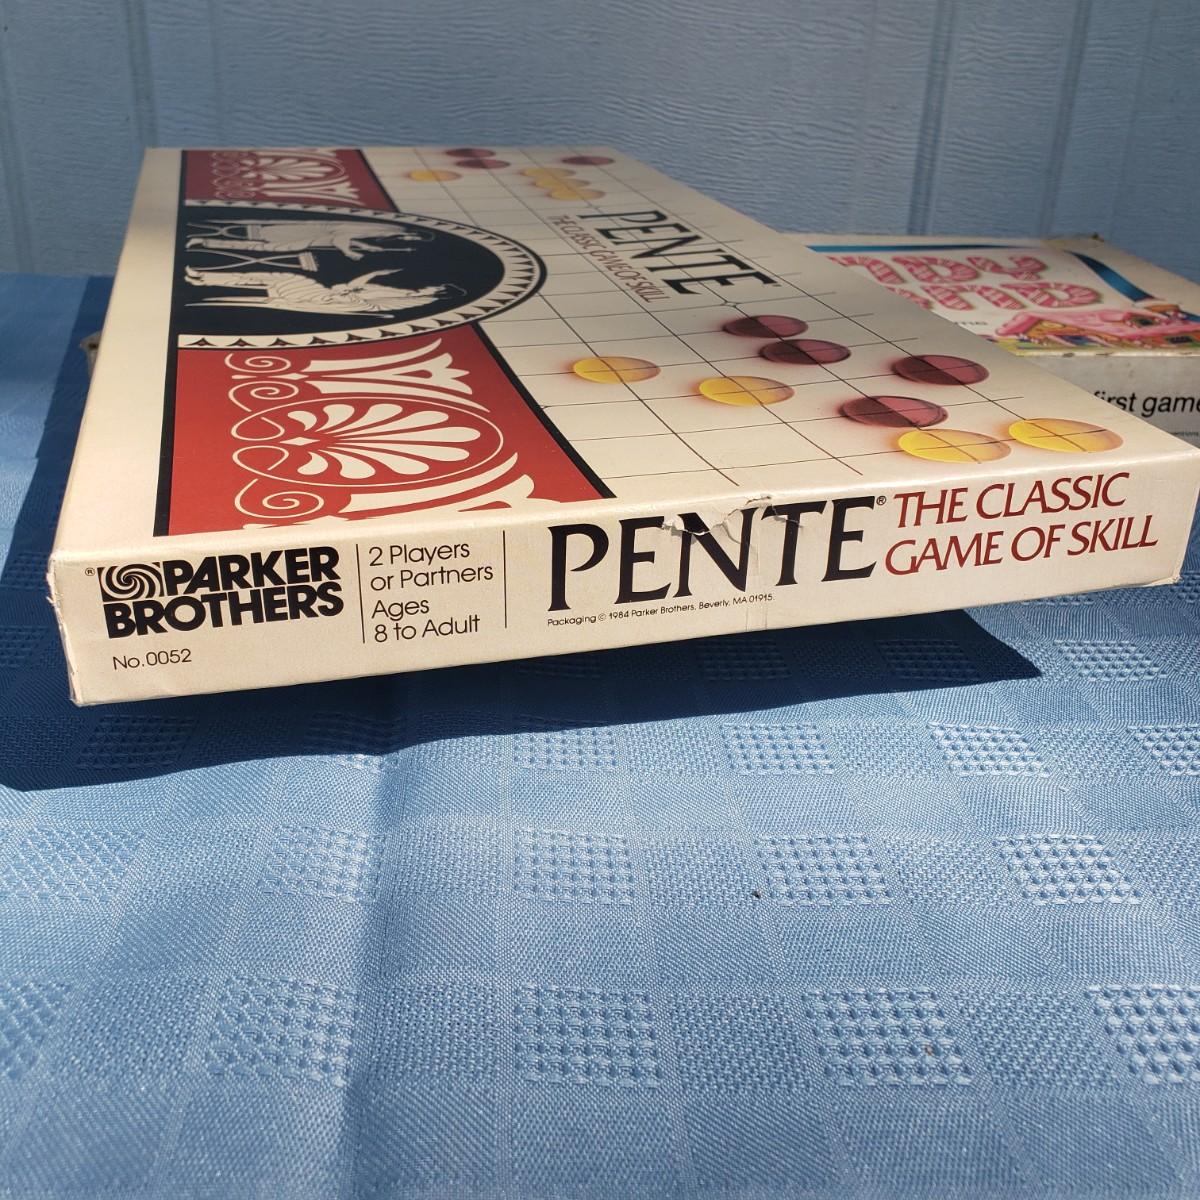 PENTE
THE CLASSIC GAME OF SKILL
® PARKER
BROTHERS
No. 0052
2 Players
or Partners
Ages
8 to Adult
PENTE®
THE CLASSIC
GAME OF SKILL
Packaging © 1984 Parker Brothers, Beverly, MA 01915.
first game